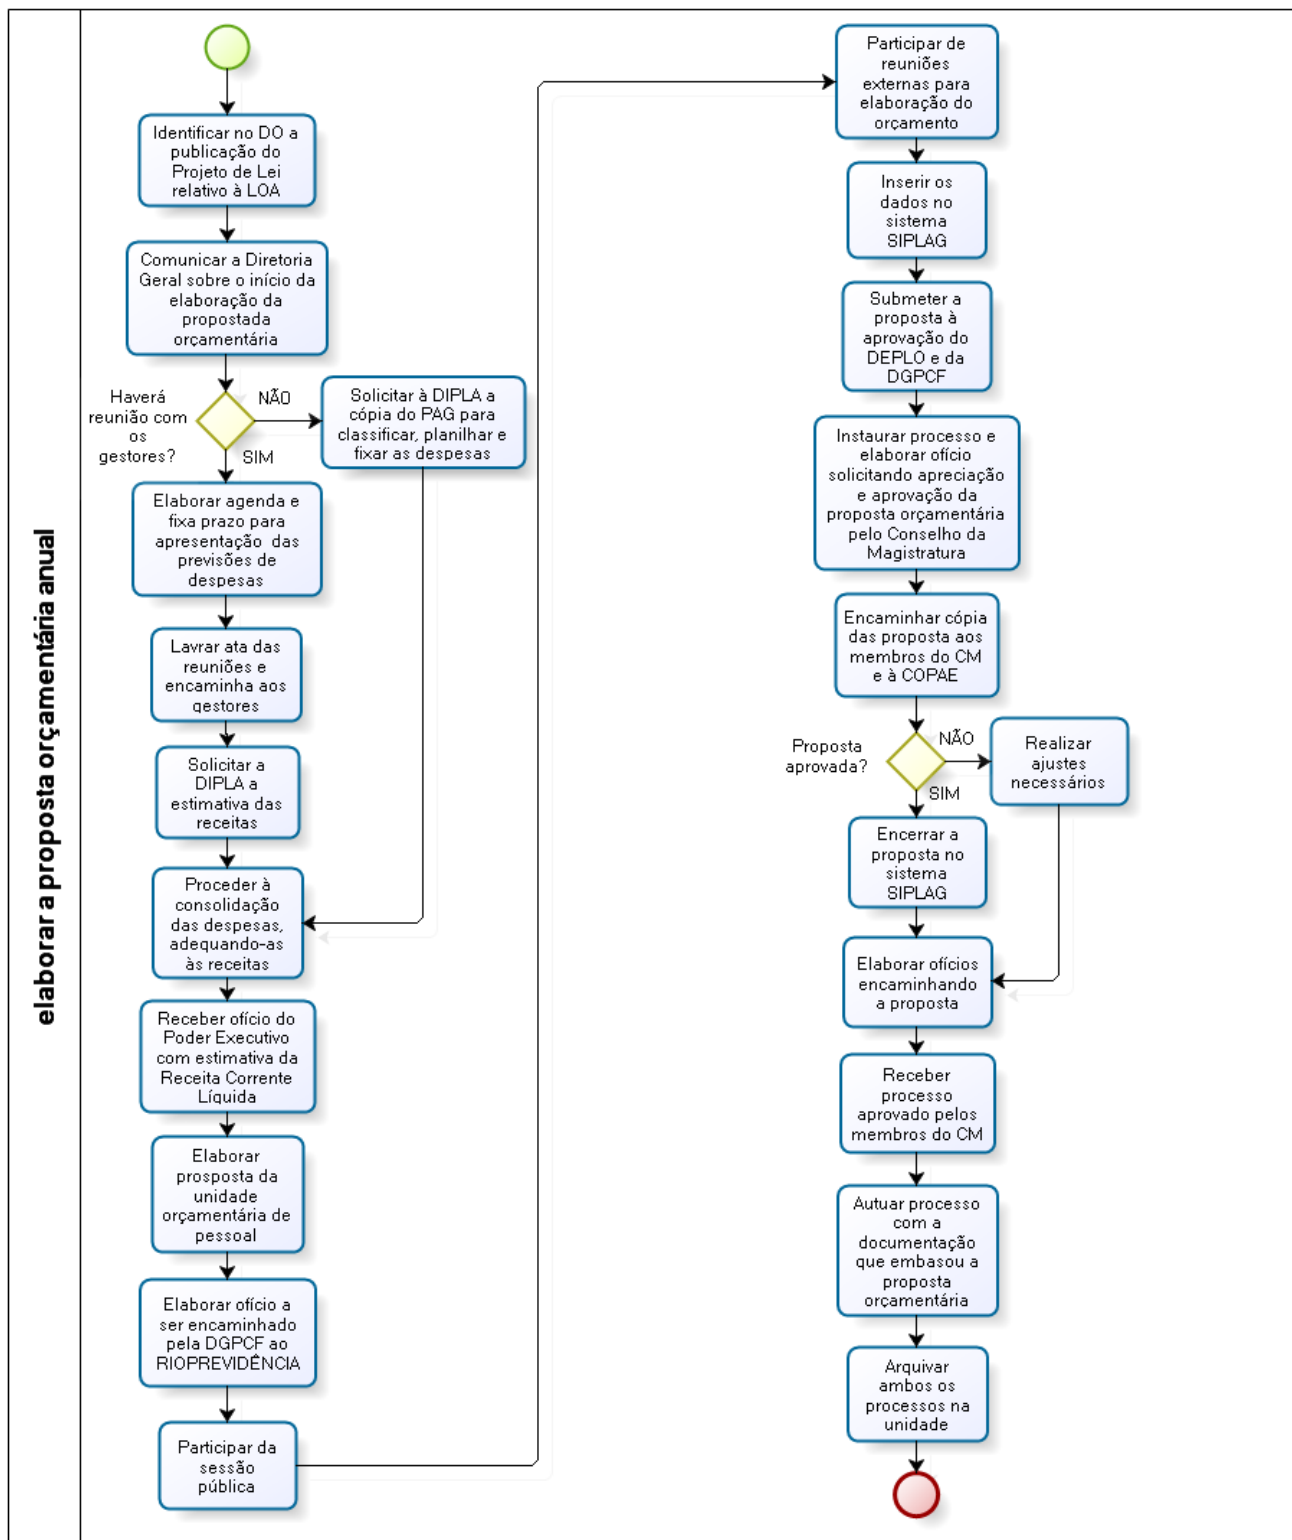 elaborar a proposta orçamentária anual
Identificar no DO a
publicação do
Projeto de Lei
relativo à LOA
Comunicar a Diretoria
Geral sobre o início da
elaboração da
propostada
orçamentária
Haverá
reunião com
os
gestores?
NÃO
SIM
Solicitar à DIPLA a
cópia do PAG para
classificar, planilhar e
fixar as despesas
Elaborar agenda e
fixa prazo para
apresentação das
previsões de
despesas
Lavrar ata das
reuniões e
encaminha aos
gestores
Solicitar a
DIPLA a
estimativa das
receitas
Proceder à
consolidação
das despesas,
adequando-as
às receitas
Receber ofício do
Poder Executivo
com estimativa da
Receita Corrente
Líquida
Elaborar
prosposta da
unidade
orçamentária de
pessoal
Elaborar ofício a
ser encaminhado
pela DGPCF ao
RIOPREVIDÊNCIA
Participar da
sessão
pública
Participar de
reuniões
externas para
elaboração do
orçamento
Inserir os
dados no
sistema
SIPLAG
Submeter a
proposta à
aprovação do
DEPLO e da
DGPCF
Instaurar processo e
elaborar ofício
solicitando apreciação
e aprovação da
proposta orçamentária
pelo Conselho da
Magistratura
Encaminhar cópia
das proposta aos
membros do CM
e à COPAE
Proposta
aprovada?
NÃO
SIM
Realizar
ajustes
necessários
Encerrar a
proposta no
sistema
SIPLAG
Elaborar ofícios
encaminhando
a proposta
Receber
processo
aprovado pelos
membros do CM
Autuar processo
com a
documentação
que embasou a
proposta
orçamentária
Arquivar
ambos os
processos na
unidade